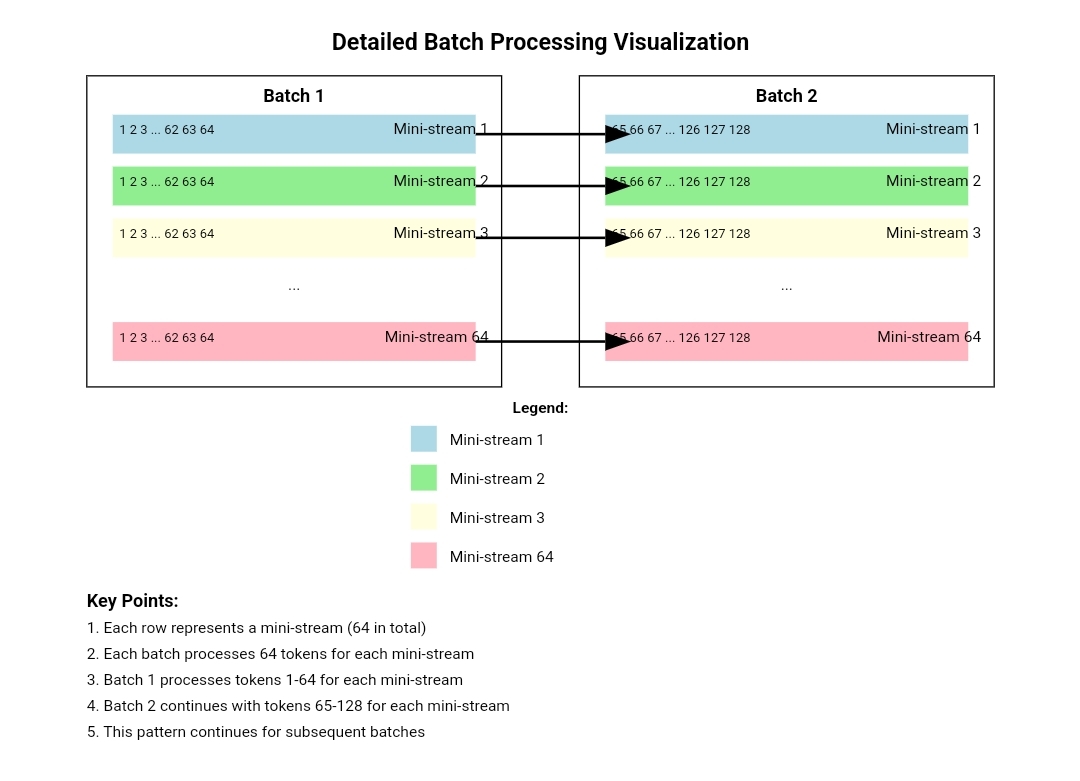 Detailed Batch Processing Visualization
Batch 1
1 2 3 ... 62 63 64 Mini-stream 1
1 2 3 ... 62 63 64 Mini-stream 2
1 2 3 ... 62 63 64 Mini-stream 3
...
1 2 3 ... 62 63 64 Mini-stream 64
Batch 2
65 66 67 ... 126 127 128 Mini-stream 1
65 66 67 ... 126 127 128 Mini-stream 2
65 66 67 ... 126 127 128 Mini-stream 3
...
65 66 67 ... 126 127 128 Mini-stream 64
Legend:
Mini-stream 1
Mini-stream 2
Mini-stream 3
Mini-stream 64
Key Points:
1. Each row represents a mini-stream (64 in total)
2. Each batch processes 64 tokens for each mini-stream
3. Batch 1 processes tokens 1-64 for each mini-stream
4. Batch 2 continues with tokens 65-128 for each mini-stream
5. This pattern continues for subsequent batches